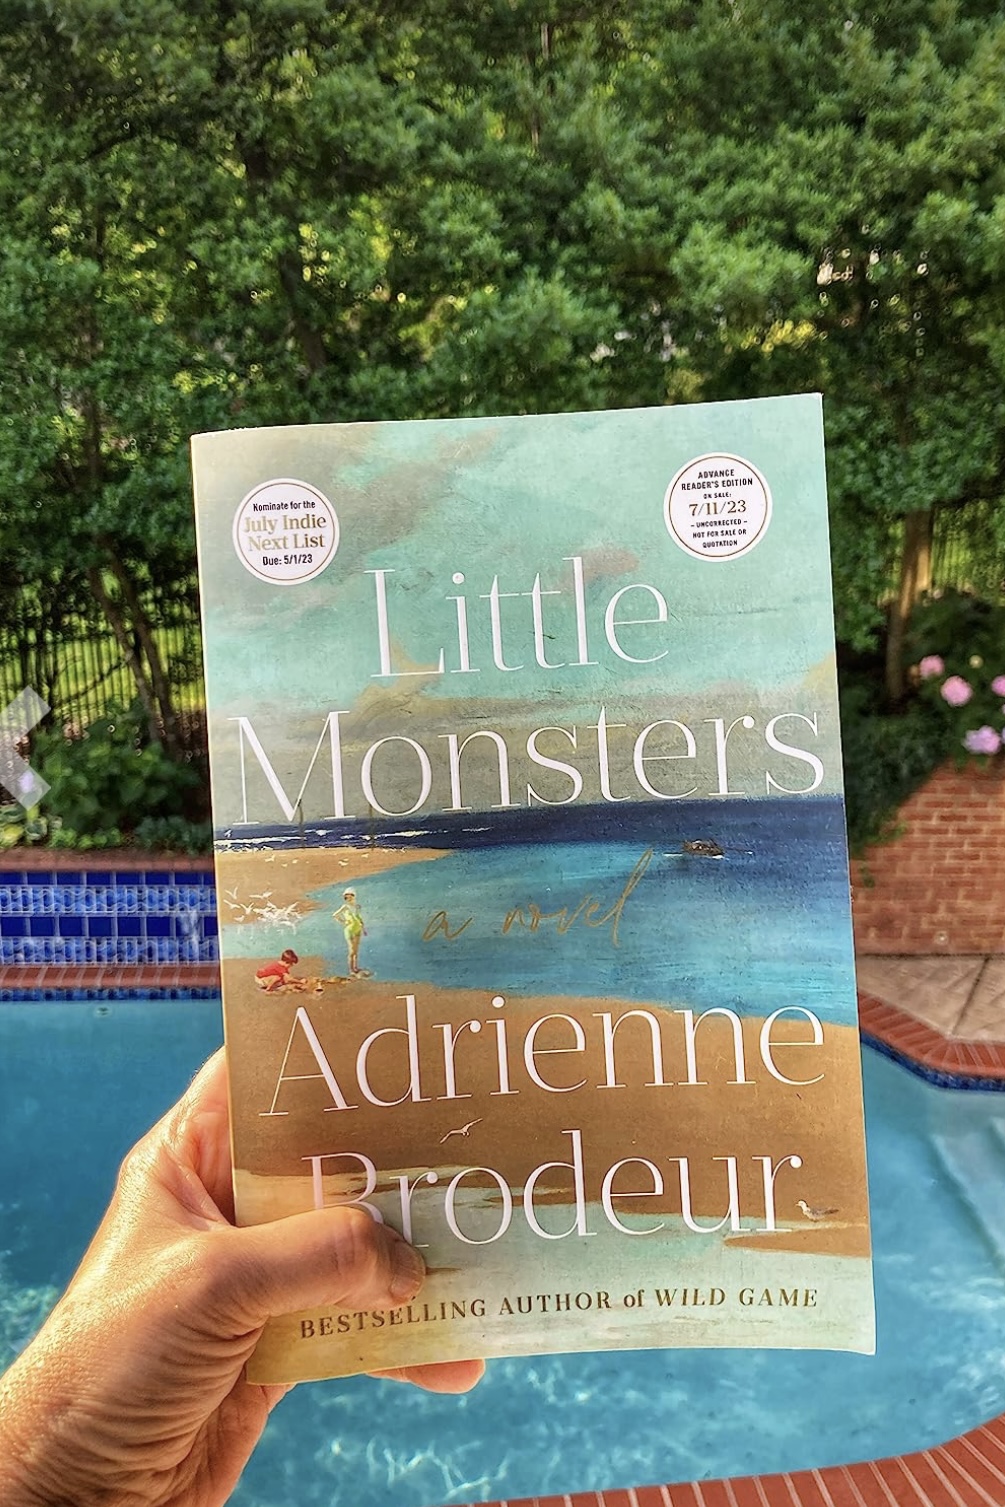 Nominate for the
July Indie
Next List
Due: 5/1/23
ADVANCE
READER'S EDITION
ON SALE:
7/11/23
– UNCORRECTED –
NOT FOR SALE OR
QUOTATION
Little
Monsters
a novel
Adrienne
Brodeur
BESTSELLING AUTHOR of WILD GAME